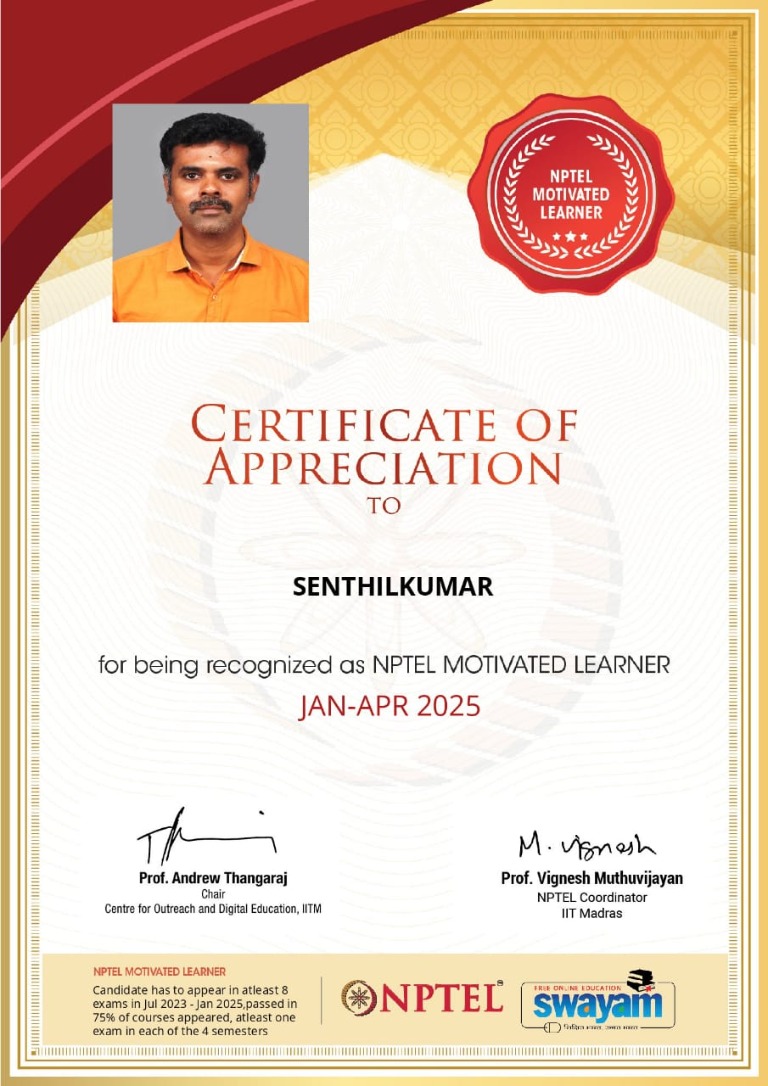 NPTEL
MOTIVATED
LEARNER
CERTIFICATE OF
APPRECIATION
TO
SENTHILKUMAR
for being recognized as NPTEL MOTIVATED LEARNER
JAN-APR 2025
M. Vignesh
Prof. Andrew Thangaraj
Chair
Centre for Outreach and Digital Education, IITM
Prof. Vignesh Muthuvijayan
NPTEL Coordinator
IIT Madras
NPTEL MOTIVATED LEARNER
Candidate has to appear in atleast 8
exams in Jul 2023 - Jan 2025,passed in
75% of courses appeared, atleast one
exam in each of the 4 semesters
NPTEL
FREE ONLINE EDUCATION
swayam